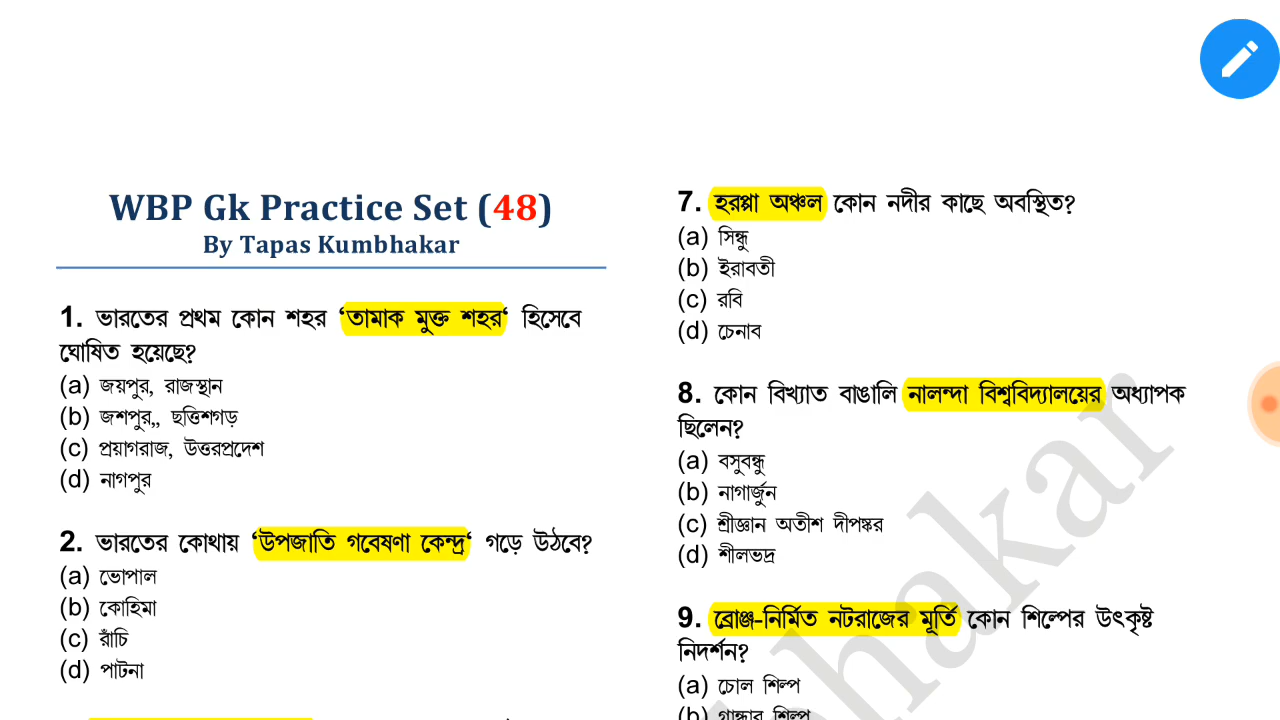 WBP Gk Practice Set (48)
By Tapas Kumbhakar
1. ভারতের প্রথম কোন শহর ‘তামাক মুক্ত শহর‘ হিসেবে
ঘোষিত হয়েছে?
(a) জয়পুর, রাজস্থান
(b) জশপুর,, ছত্তিশগড়
(c) প্রয়াগরাজ, উত্তরপ্রদেশ
(d) নাগপুর
2. ভারতের কোথায় ‘উপজাতি গবেষণা কেন্দ্র‘ গড়ে উঠবে?
(a) ভোপাল
(b) কোহিমা
(c) রাঁচি
(d) পাটনা
7. হরপ্পা অঞ্চল কোন নদীর কাছে অবস্থিত?
(a) সিন্ধু
(b) ইরাবতী
(c) রবি
(d) চেনাব
8. কোন বিখ্যাত বাঙালি নালন্দা বিশ্ববিদ্যালয়ের অধ্যাপক
ছিলেন?
(a) বসুবন্ধু
(b) নাগার্জুন
(c) শ্রীজ্ঞান অতীশ দীপঙ্কর
(d) শীলভদ্র
9. ব্রোঞ্জ-নির্মিত নটরাজের মূর্তি কোন শিল্পের উৎকৃষ্ট
নিদর্শন?
(a) চোল শিল্প
(b) গান্ধার শিল্প